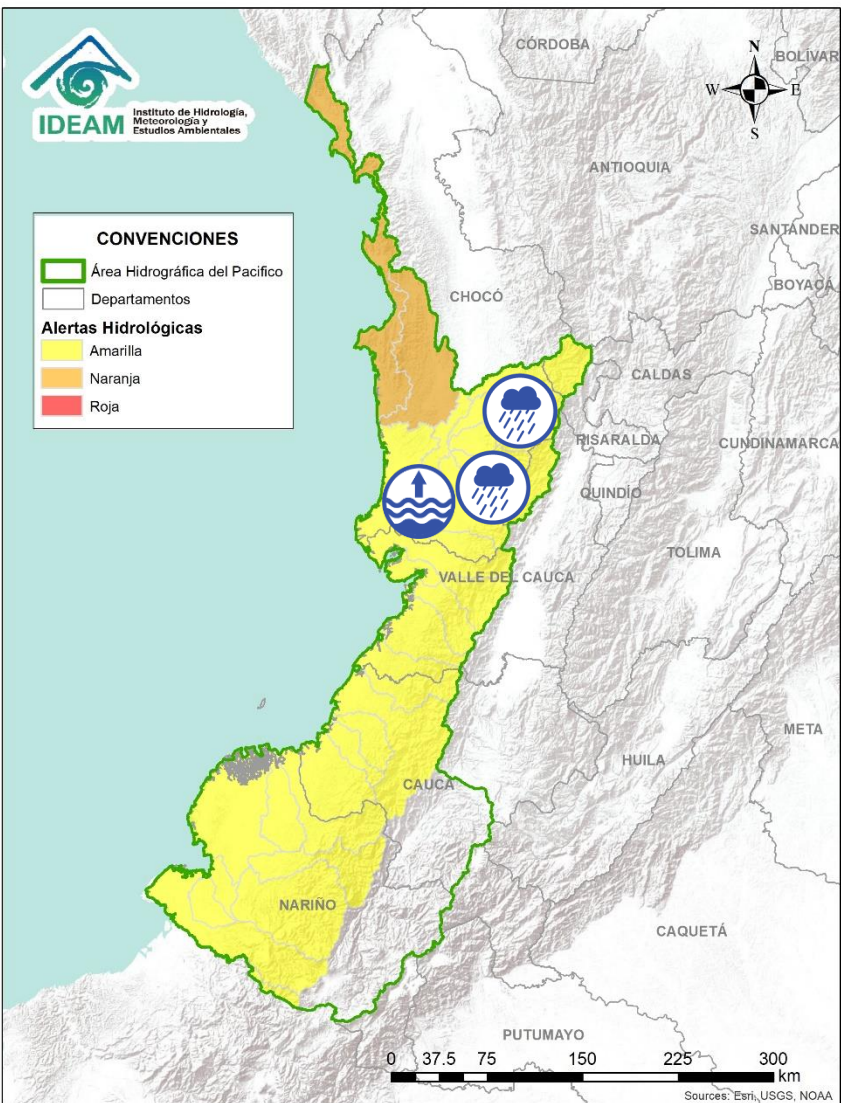 IDEAM
Instituto de Hidrología,
Meteorología y
Estudios Ambientales
CÓRDOBA
BOLÍVAR
N
W
E
S
ANTIOQUIA
SANTANDER
BOYACÁ
CONVENCIONES
Área Hidrográfica del Pacifico
Departamentos
Alertas Hidrológicas
Amarilla
Naranja
Roja
CHOCÓ
CALDAS
RISARALDA
CUNDINAMARCA
QUINDÍO
TOLIMA
VALLE DEL CAUCA
META
HUILA
CAUCA
NARIÑO
CAQUETÁ
PUTUMAYO
0 37.5 75 150 225 300
km
Sources: Esri, USGS, NOAA